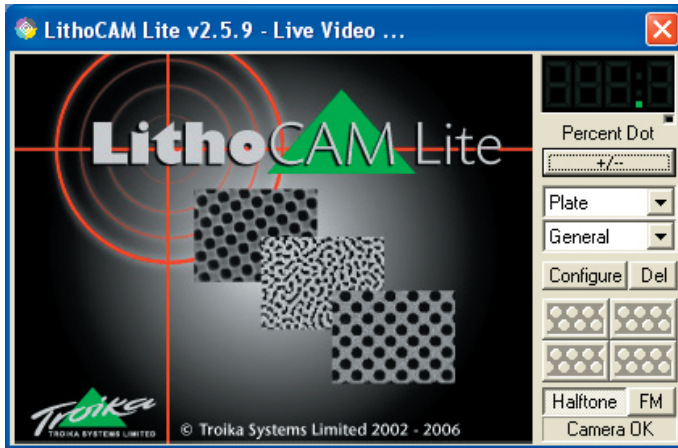 LithoCAM Lite v2.5.9 - Live Video ...
LithoCAM Lite
Troika
TROIKA SYSTEMS LIMITED
© Troika Systems Limited 2002 - 2006
Percent Dot
+/--
Plate
General
Configure Del
Halftone FM
Camera OK